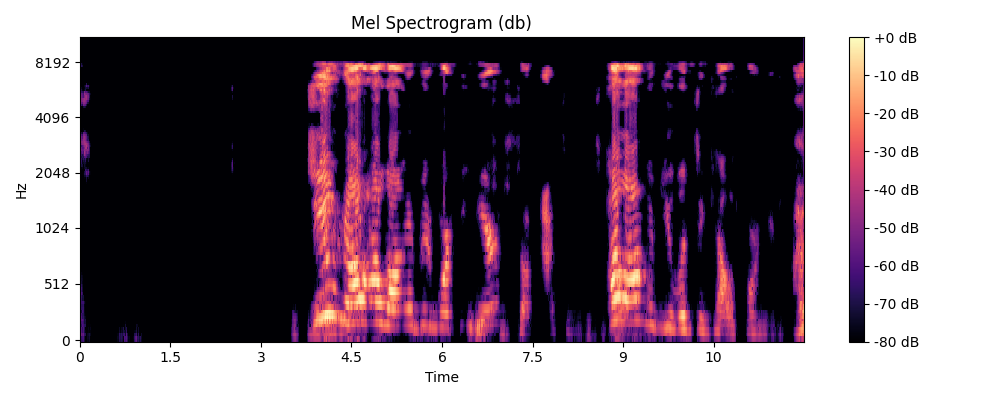 Mel Spectrogram (db)
8192
4096
2048
1024
512
0
Hz
0 1.5 3 4.5 6 7.5 9 10
Time
+0 dB
-10 dB
-20 dB
-30 dB
-40 dB
-50 dB
-60 dB
-70 dB
-80 dB